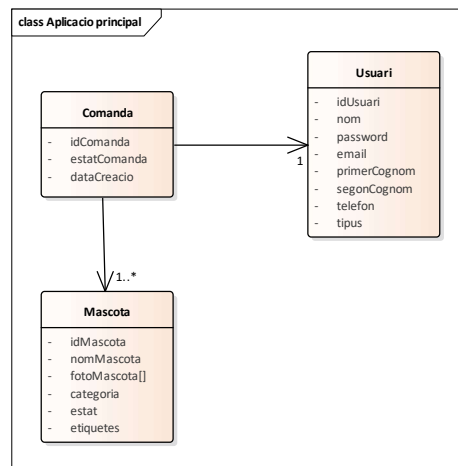 class Aplicacio principal
Usuari
- idUsuari
- nom
- password
- email
- primerCognom
- segonCognom
- telefon
- tipus
Comanda
- idComanda
- estatComanda
- dataCreacio
1
1..*
Mascota
- idMascota
- nomMascota
- fotoMascota[]
- categoria
- estat
- etiquetes